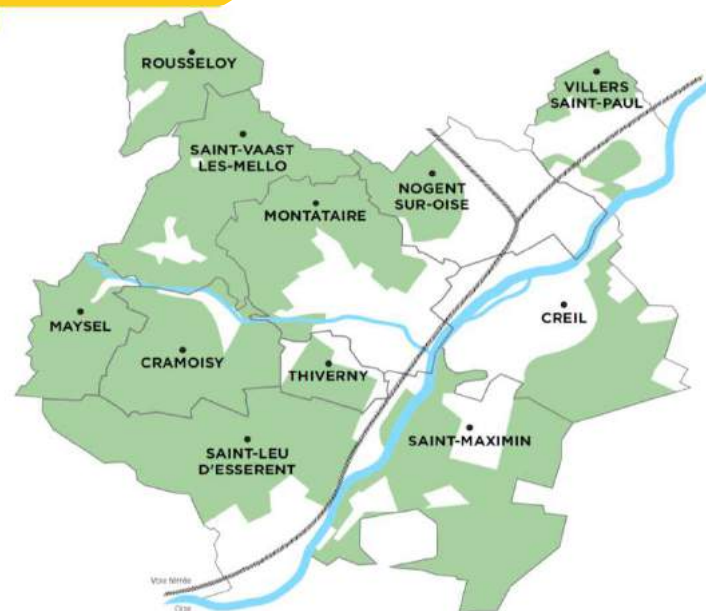 ROUSSELOY
VILLERS
SAINT-PAUL
SAINT-VAAST
LES-MELLO
NOGENT
SUR-OISE
MONTATAIRE
MAYSEL
CREIL
CRAMOISY
THIVERNY
SAINT-MAXIMIN
SAINT-LEU
D'ESSERENT
Voie ferrée
Oise